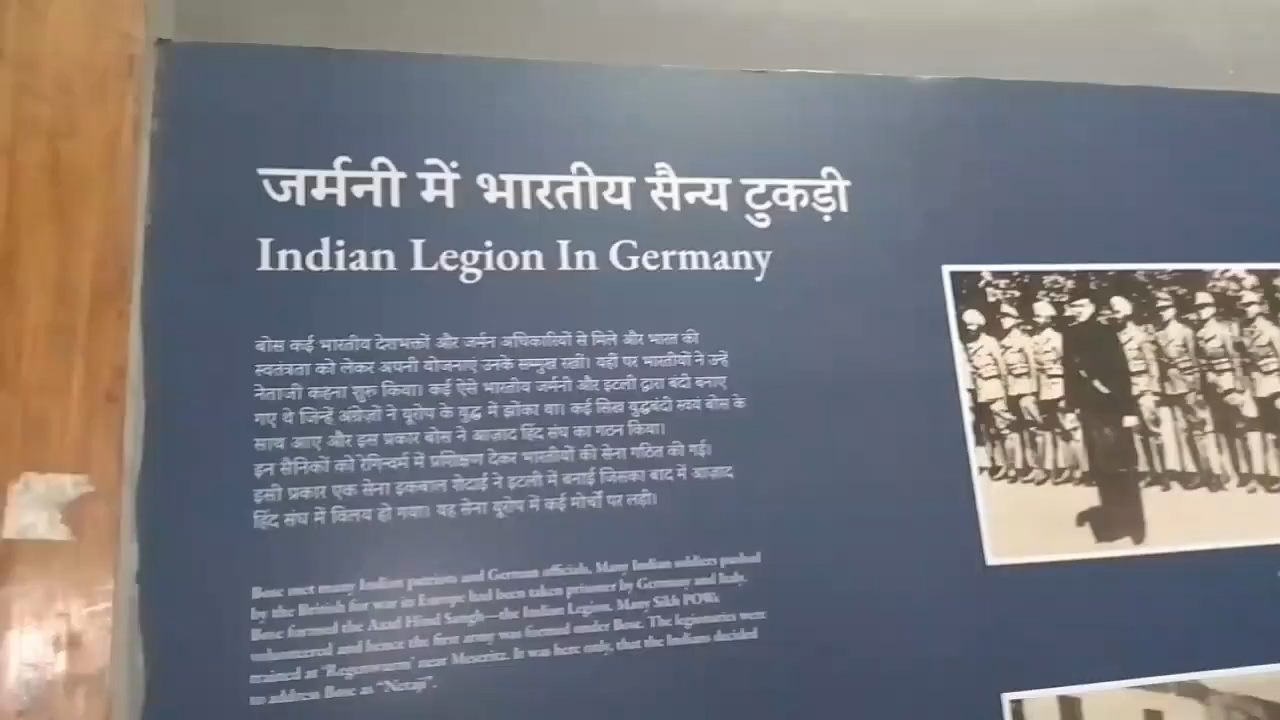 जर्मनी में भारतीय सैन्य टुकड़ी
Indian Legion In Germany
बोस कई भारतीय देशभक्तों और जर्मन अधिकारियों से मिले और भारत की
स्वतंत्रता को लेकर अपनी योजनाएं उनके सम्मुख रखीं। यहीं पर भारतीयों ने उन्हें
नेताजी कहना शुरु किया। कई ऐसे भारतीय जर्मनी और इटली द्वारा बंदी बनाए
गए थे जिन्हें अंग्रेज़ों ने यूरोप के युद्ध में झोंका था। कई सिख युद्धबंदी स्वयं बोस के
साथ आए और इस प्रकार बोस ने आज़ाद हिंद संघ का गठन किया।
इन सैनिकों को रेगिन्वर्म में प्रशिक्षण देकर भारतीयों की सेना गठित की गई।
इसी प्रकार एक सेना इकबाल शैदाई ने इटली में बनाई जिसका बाद में आज़ाद
हिंद संघ में विलय हो गया। यह सेना यूरोप में कई मोर्चों पर लड़ी।
Bose met many Indian patriots and German officials. Many Indian soldiers pushed
by the British for war in Europe had been taken prisoner by Germany and Italy.
Bose formed the Azad Hind Sangh—the Indian Legion. Many Sikh POWs
volunteered and hence the first army was formed under Bose. The legionaries were
trained at 'Regenwurm' near Meseritz. It was here only, that the Indians decided
to address Bose as "Netaji".